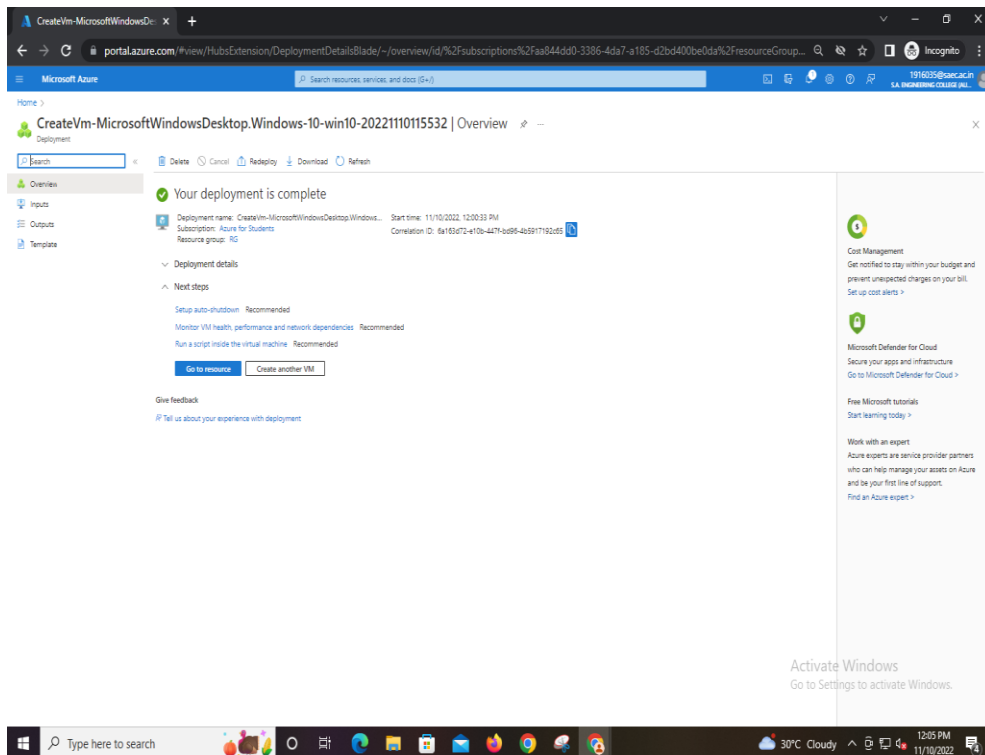 CreateVm-MicrosoftWindowsDe
portal.azure.com/#view/HubsExtension/DeploymentDetailsBlade/~/overview/id/%2Fsubscriptions%2Faa844dd0-3386-4da7-a185-d2bd400be0da%2FresourceGroup...
Incognito
Microsoft Azure
Search resources, services, and docs (G+/)
1916035@saec.ac.in
S.A. ENGINEERING COLLEGE (AU...
Home >
CreateVm-MicrosoftWindowsDesktop.Windows-10-win10-20221110115532 | Overview
Deployment
Search
Delete Cancel Redeploy Download Refresh
Overview
Inputs
Outputs
Template
Your deployment is complete
Deployment name: CreateVm-MicrosoftWindowsDesktop.Windows...
Subscription: Azure for Students
Resource group: RG
Start time: 11/10/2022, 12:00:33 PM
Correlation ID: 6a163d72-e10b-447f-bd96-4b5917192c65
Deployment details
Next steps
Setup auto-shutdown Recommended
Monitor VM health, performance and network dependencies Recommended
Run a script inside the virtual machine Recommended
Go to resource
Create another VM
Give feedback
Tell us about your experience with deployment
Cost Management
Get notified to stay within your budget and
prevent unexpected charges on your bill.
Set up cost alerts >
Microsoft Defender for Cloud
Secure your apps and infrastructure
Go to Microsoft Defender for Cloud >
Free Microsoft tutorials
Start learning today >
Work with an expert
Azure experts are service provider partners
who can help manage your assets on Azure
and be your first line of support.
Find an Azure expert >
Activate Windows
Go to Settings to activate Windows.
Type here to search
30°C Cloudy
12:05 PM
11/10/2022